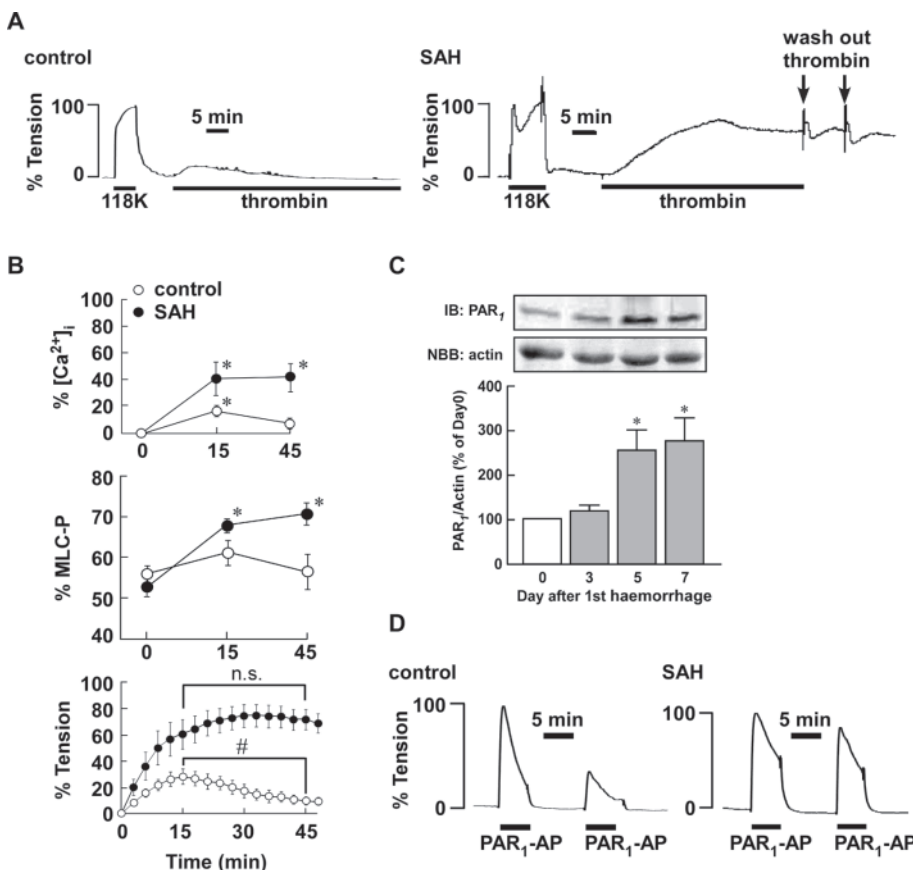 A
control
% Tension
100
0
5 min
118K
thrombin
SAH
wash out
thrombin
% Tension
100
0
5 min
118K
thrombin
B
control
SAH
% [Ca²⁺]i
100
80
60
40
20
0
*
*
*
0 15 45
% MLC-P
80
70
60
50
40
*
*
0 15 45
n.s.
#
% Tension
100
80
60
40
20
0
0 15 30 45
Time (min)
C
IB: PAR1
NBB: actin
PAR1/Actin (% of Day0)
400
300
200
100
0
*
*
0 3 5 7
Day after 1st haemorrhage
D
control
% Tension
100
0
5 min
PAR1-AP PAR1-AP
SAH
100
0
5 min
PAR1-AP PAR1-AP